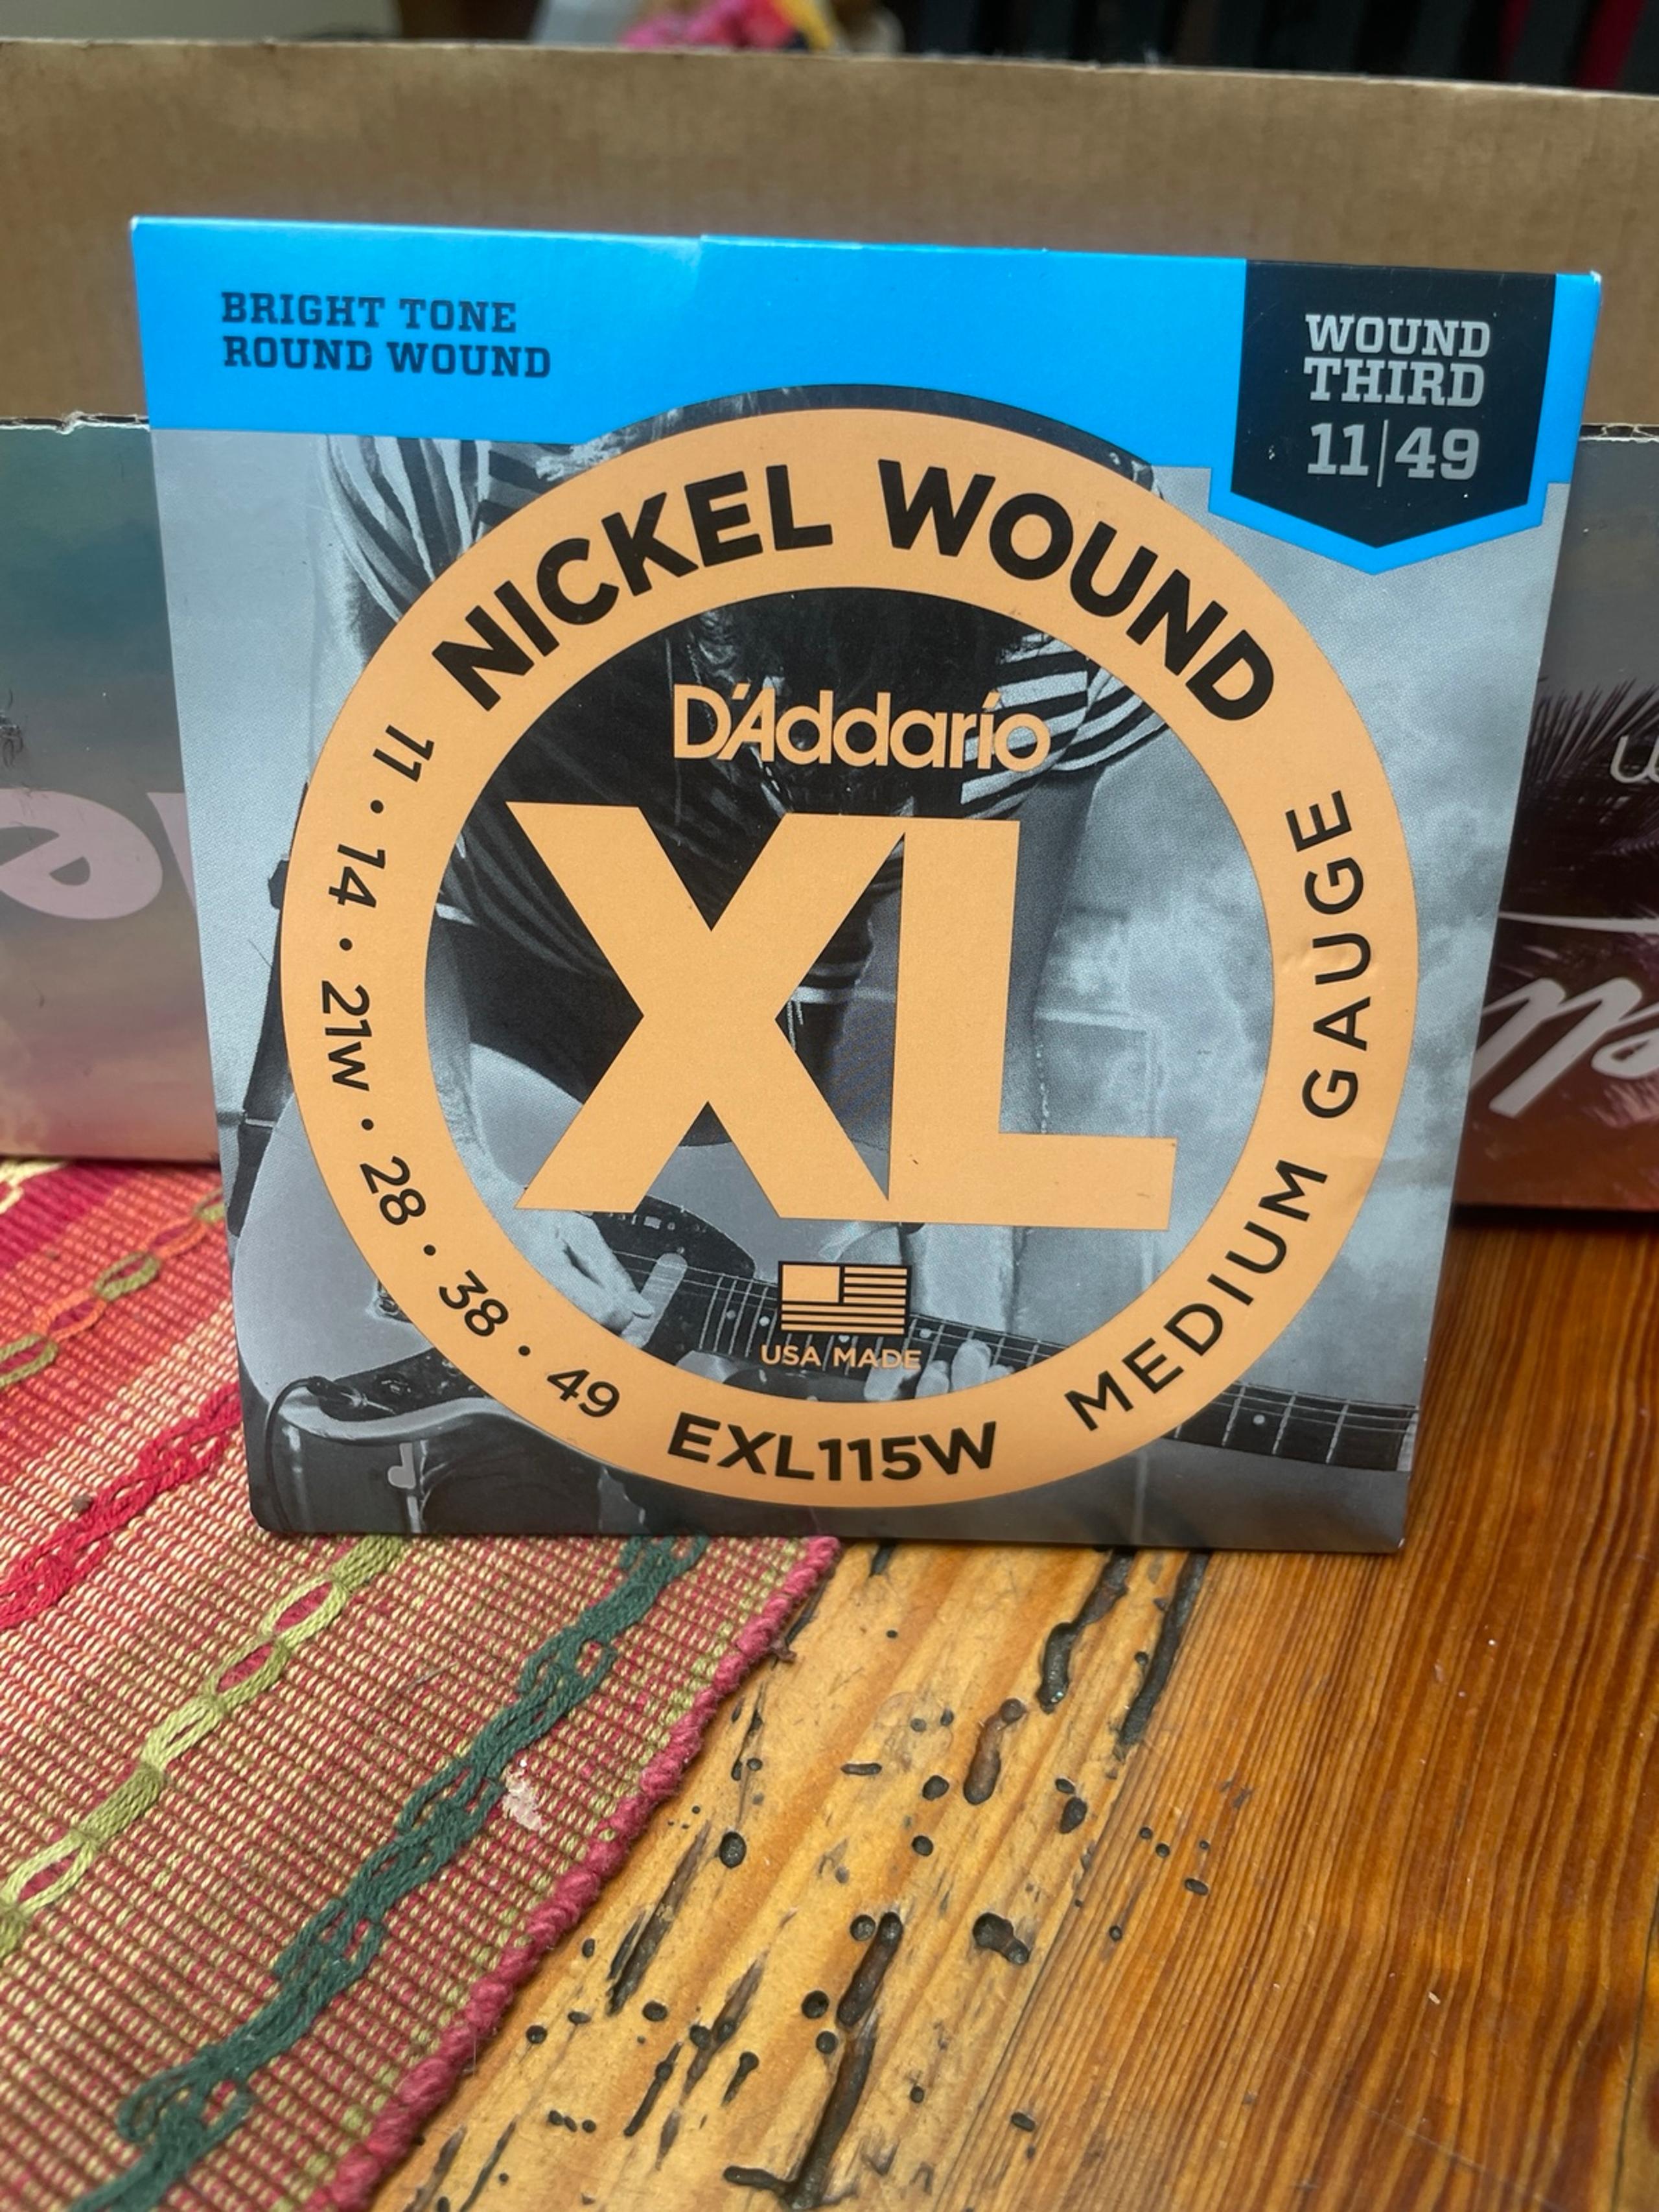 BRIGHT TONE
ROUND WOUND
WOUND
THIRD
11|49
NICKEL WOUND
D'Addario
XL
USA MADE
11 • 14 • 21w • 28 • 38 • 49
EXL115W
MEDIUM GAUGE